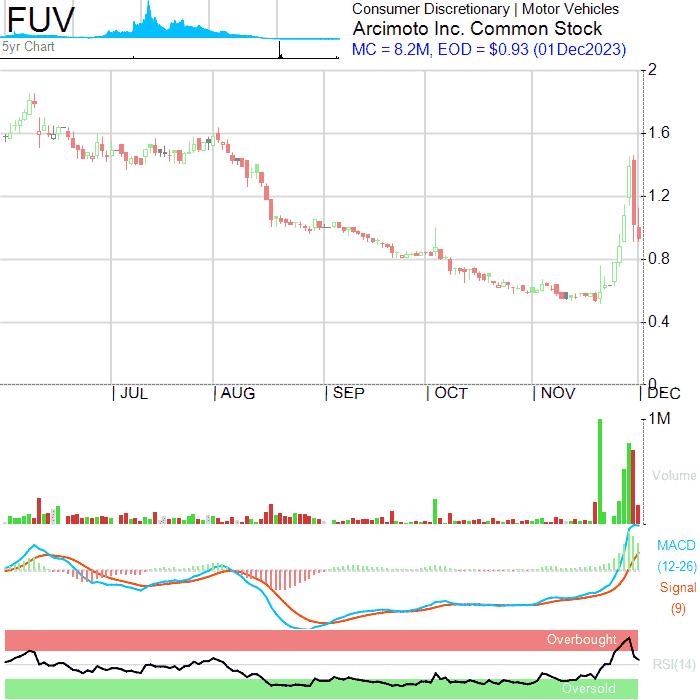 FUV
5yr Chart
Consumer Discretionary | Motor Vehicles
Arcimoto Inc. Common Stock
MC = 8.2M, EOD = $0.93 (01Dec2023)
2
1.6
1.2
0.8
0.4
0
| JUL | AUG | SEP | OCT | NOV | DEC
1M
Volume
MACD
(12-26)
Signal
(9)
Overbought
RSI(14)
Oversold